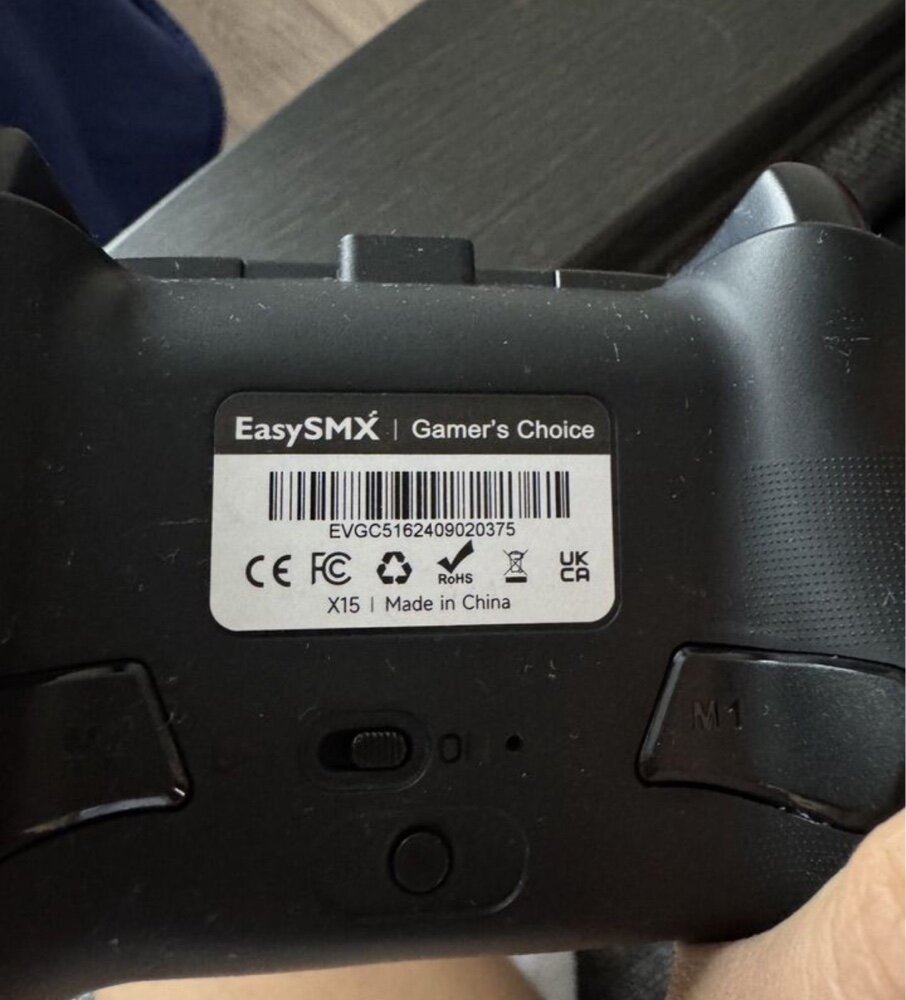 EasySMX | Gamer's Choice
EVGC5162409020375
CE FC RoHS UK
CA
X15 | Made in China
M1